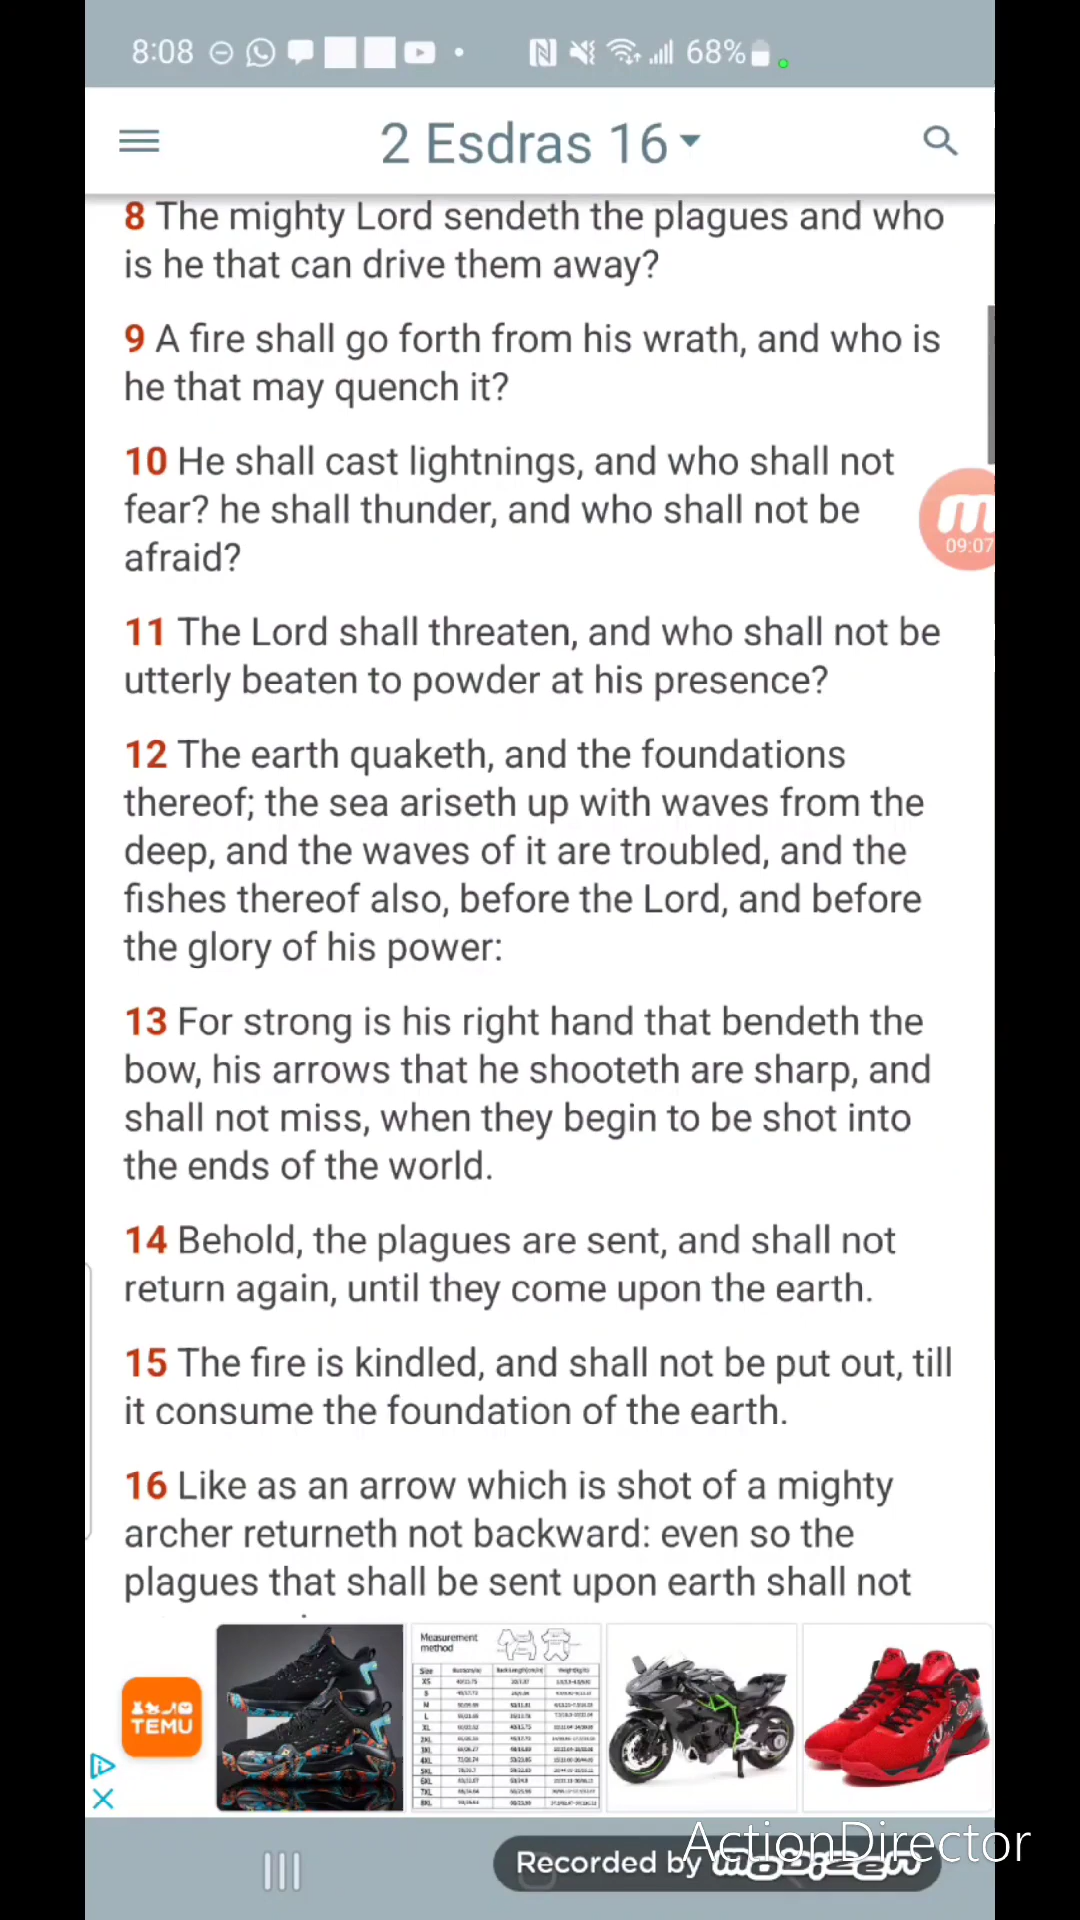 8:08 68%
2 Esdras 16
8 The mighty Lord sendeth the plagues and who
is he that can drive them away?
9 A fire shall go forth from his wrath, and who is
he that may quench it?
10 He shall cast lightnings, and who shall not
fear? he shall thunder, and who shall not be
afraid?
09:07
11 The Lord shall threaten, and who shall not be
utterly beaten to powder at his presence?
12 The earth quaketh, and the foundations
thereof; the sea ariseth up with waves from the
deep, and the waves of it are troubled, and the
fishes thereof also, before the Lord, and before
the glory of his power:
13 For strong is his right hand that bendeth the
bow, his arrows that he shooteth are sharp, and
shall not miss, when they begin to be shot into
the ends of the world.
14 Behold, the plagues are sent, and shall not
return again, until they come upon the earth.
15 The fire is kindled, and shall not be put out, till
it consume the foundation of the earth.
16 Like as an arrow which is shot of a mighty
archer returneth not backward: even so the
plagues that shall be sent upon earth shall not
TEMU
Measurement
method
Size
XS
S
M
L
XL
2XL
3XL
4XL
5XL
6XL
7XL
8XL
ActionDirector
Recorded by mobizen